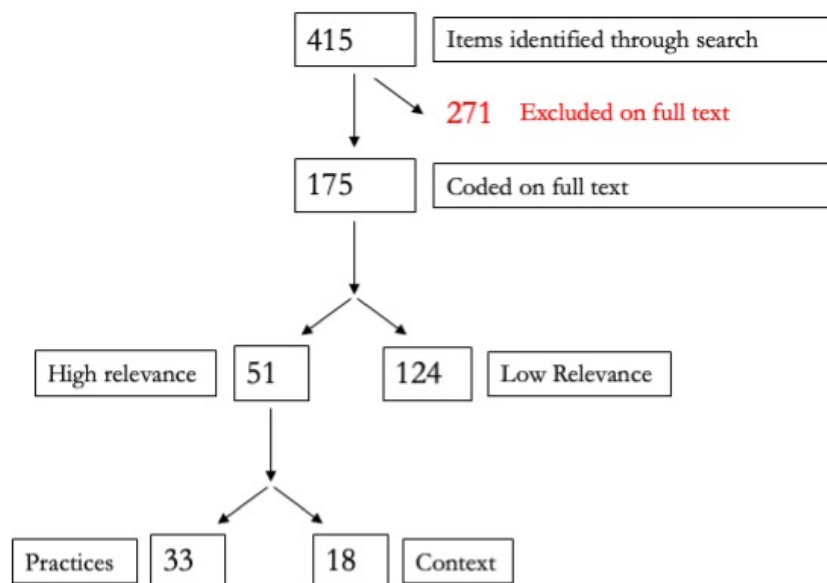 415 Items identified through search
271 Excluded on full text
175 Coded on full text
High relevance 51 124 Low Relevance
Practices 33 18 Context